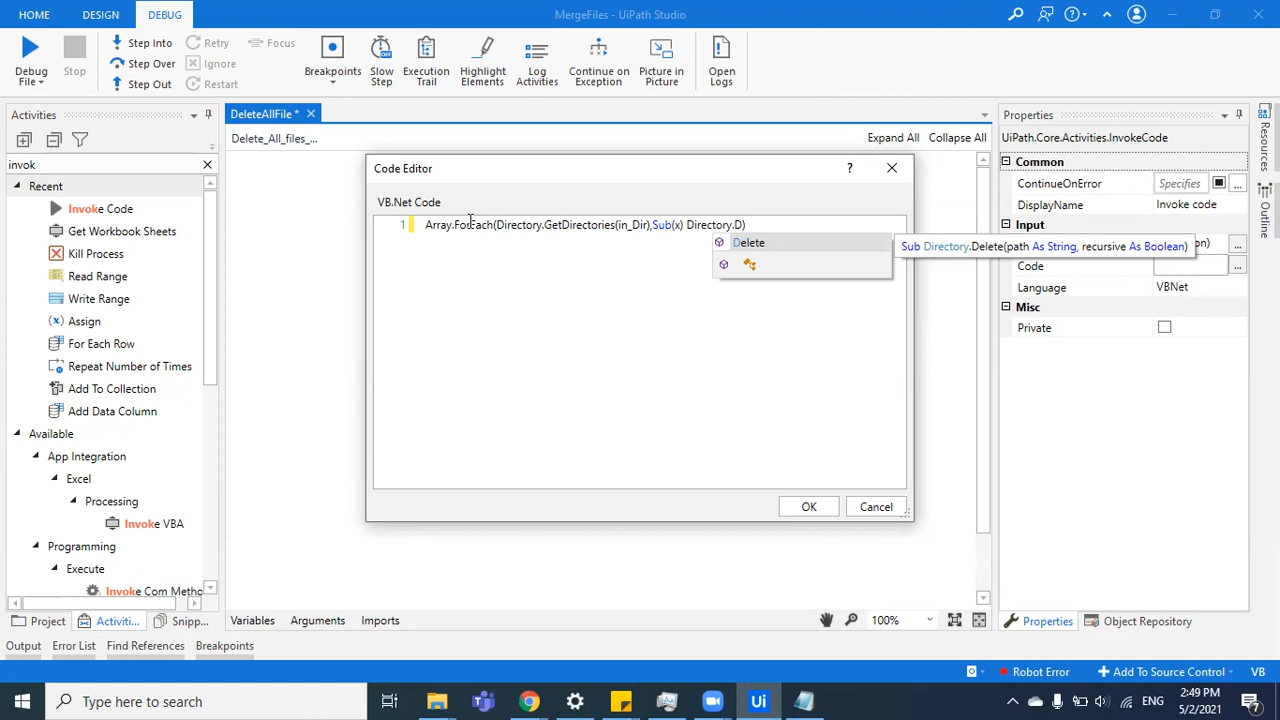 MergeFiles - UiPath Studio
HOME DESIGN DEBUG
Debug File
Stop
Step Into
Step Over
Step Out
Retry
Ignore
Restart
Focus
Breakpoints
Slow Step
Execution Trail
Highlight Elements
Log Activities
Continue on Exception
Picture in Picture
Open Logs
Activities
invok
Recent
Invoke Code
Get Workbook Sheets
Kill Process
Read Range
Write Range
Assign
For Each Row
Repeat Number of Times
Add To Collection
Add Data Column
Available
App Integration
Excel
Processing
Invoke VBA
Programming
Execute
Invoke Com Metho
Project Activiti... Snipp...
DeleteAllFile *
Delete_All_files_...
Expand All Collapse All
Code Editor
?
VB.Net Code
1 Array.ForEach(Directory.GetDirectories(in_Dir),Sub(x) Directory.D)
Delete
Sub Directory.Delete(path As String, recursive As Boolean)
OK Cancel
Variables Arguments Imports
100%
Properties
UiPath.Core.Activities.InvokeCode
Common
ContinueOnError Specifies ...
DisplayName Invoke code
Input
on) ...
Code ...
Language VBNet
Misc
Private
Properties Object Repository
Resources
Outline
Output Error List Find References Breakpoints
Robot Error Add To Source Control VB
Type here to search
Ui
ENG
2:49 PM
5/2/2021
7